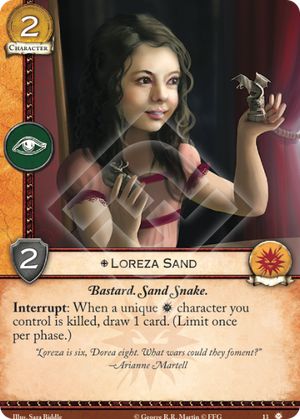 2
CHARACTER
2
LOREZA SAND
Bastard. Sand Snake.
Interrupt: When a unique character you
control is killed, draw 1 card. (Limit once
per phase.)
"Loreza is six, Dorea eight. What wars could they foment?"
—Arianne Martell
Illus. Sara Biddle © George R.R. Martin © FFG 11